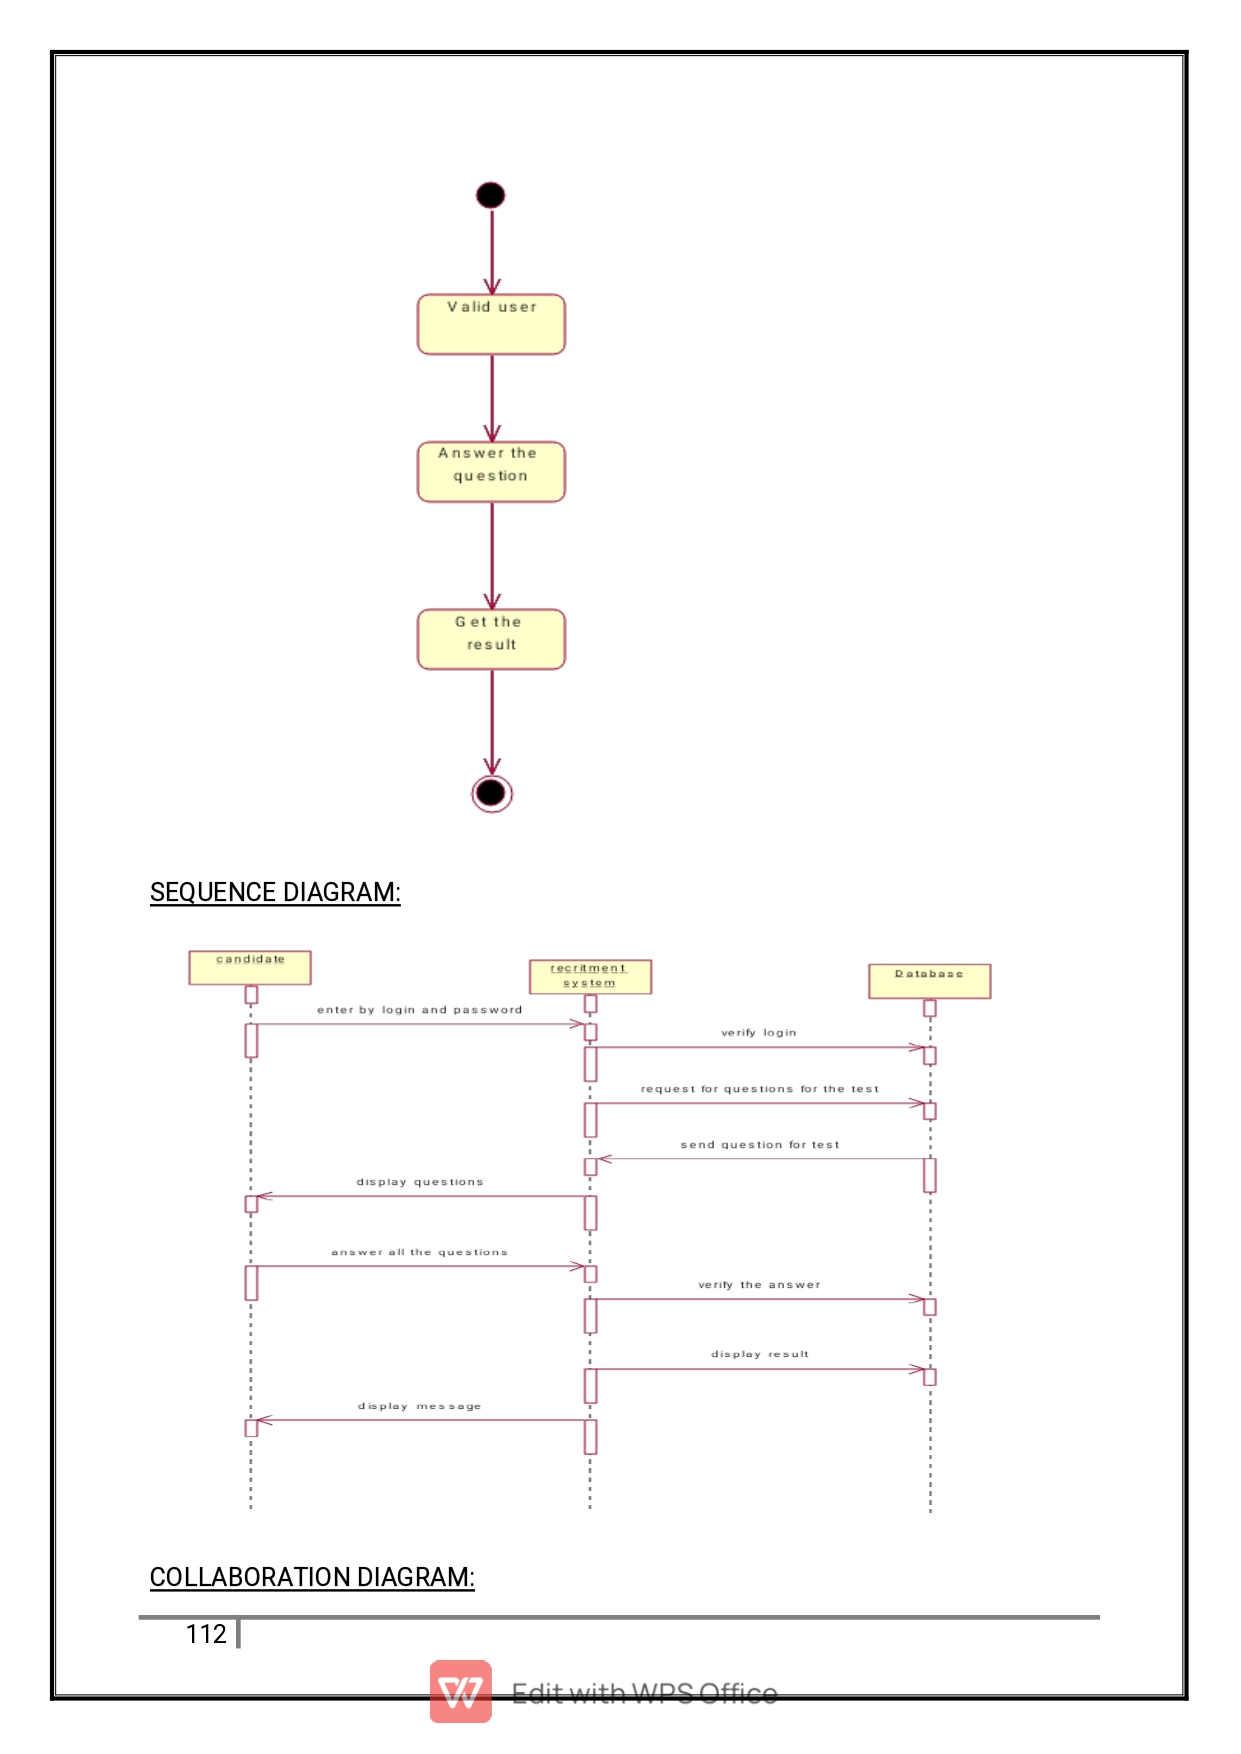 Valid user
Answer the
question
Get the
result
SEQUENCE DIAGRAM:
candidate
recritment
system
Database
enter by login and password
verify login
request for questions for the test
send question for test
display questions
answer all the questions
verify the answer
display result
display message
COLLABORATION DIAGRAM:
112
Edit with WPS Office